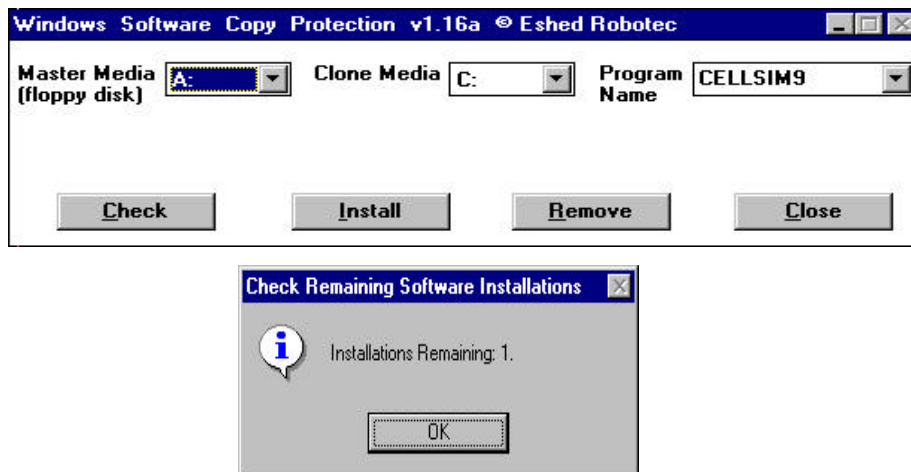 Windows Software Copy Protection v1.16a © Eshed Robotec
Master Media
(floppy disk)
A:
Clone Media
C:
Program
Name
CELLSIM9
Check
Install
Remove
Close
Check Remaining Software Installations
Installations Remaining: 1.
OK